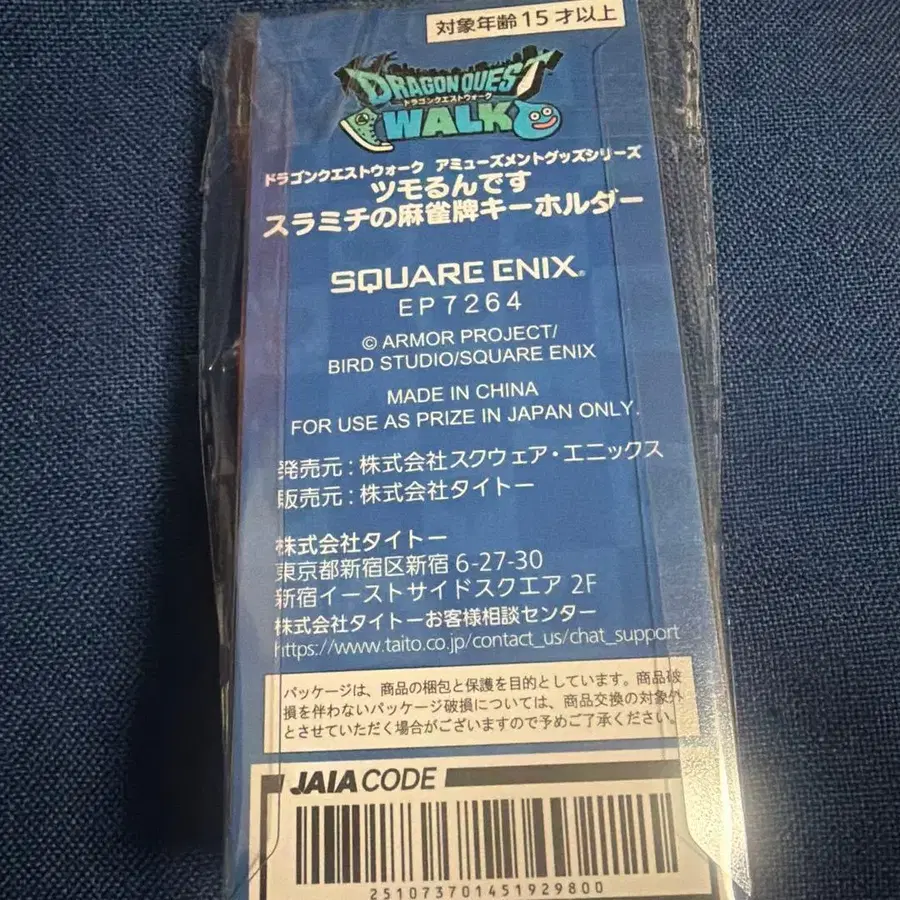 対象年齢15才以上
DRAGON QUEST
ドラゴンクエストウォーク
WALK
ドラゴンクエストウォーク アミューズメントグッズシリーズ
ツモるんです
スラミチの麻雀牌キーホルダー
SQUARE ENIX®
EP7264
© ARMOR PROJECT/
BIRD STUDIO/SQUARE ENIX
MADE IN CHINA
FOR USE AS PRIZE IN JAPAN ONLY.
発売元:株式会社スクウェア・エニックス
販売元:株式会社タイトー
株式会社タイトー
東京都新宿区新宿 6-27-30
新宿イーストサイドスクエア 2F
株式会社タイトーお客様相談センター
https://www.taito.co.jp/contact_us/chat_support
パッケージは、商品の梱包と保護を目的としています。商品破
損を伴わないパッケージ破損については、商品交換の対象外
とさせていただく場合がございますので予めご了承ください。
JAIA CODE
251073701451929800